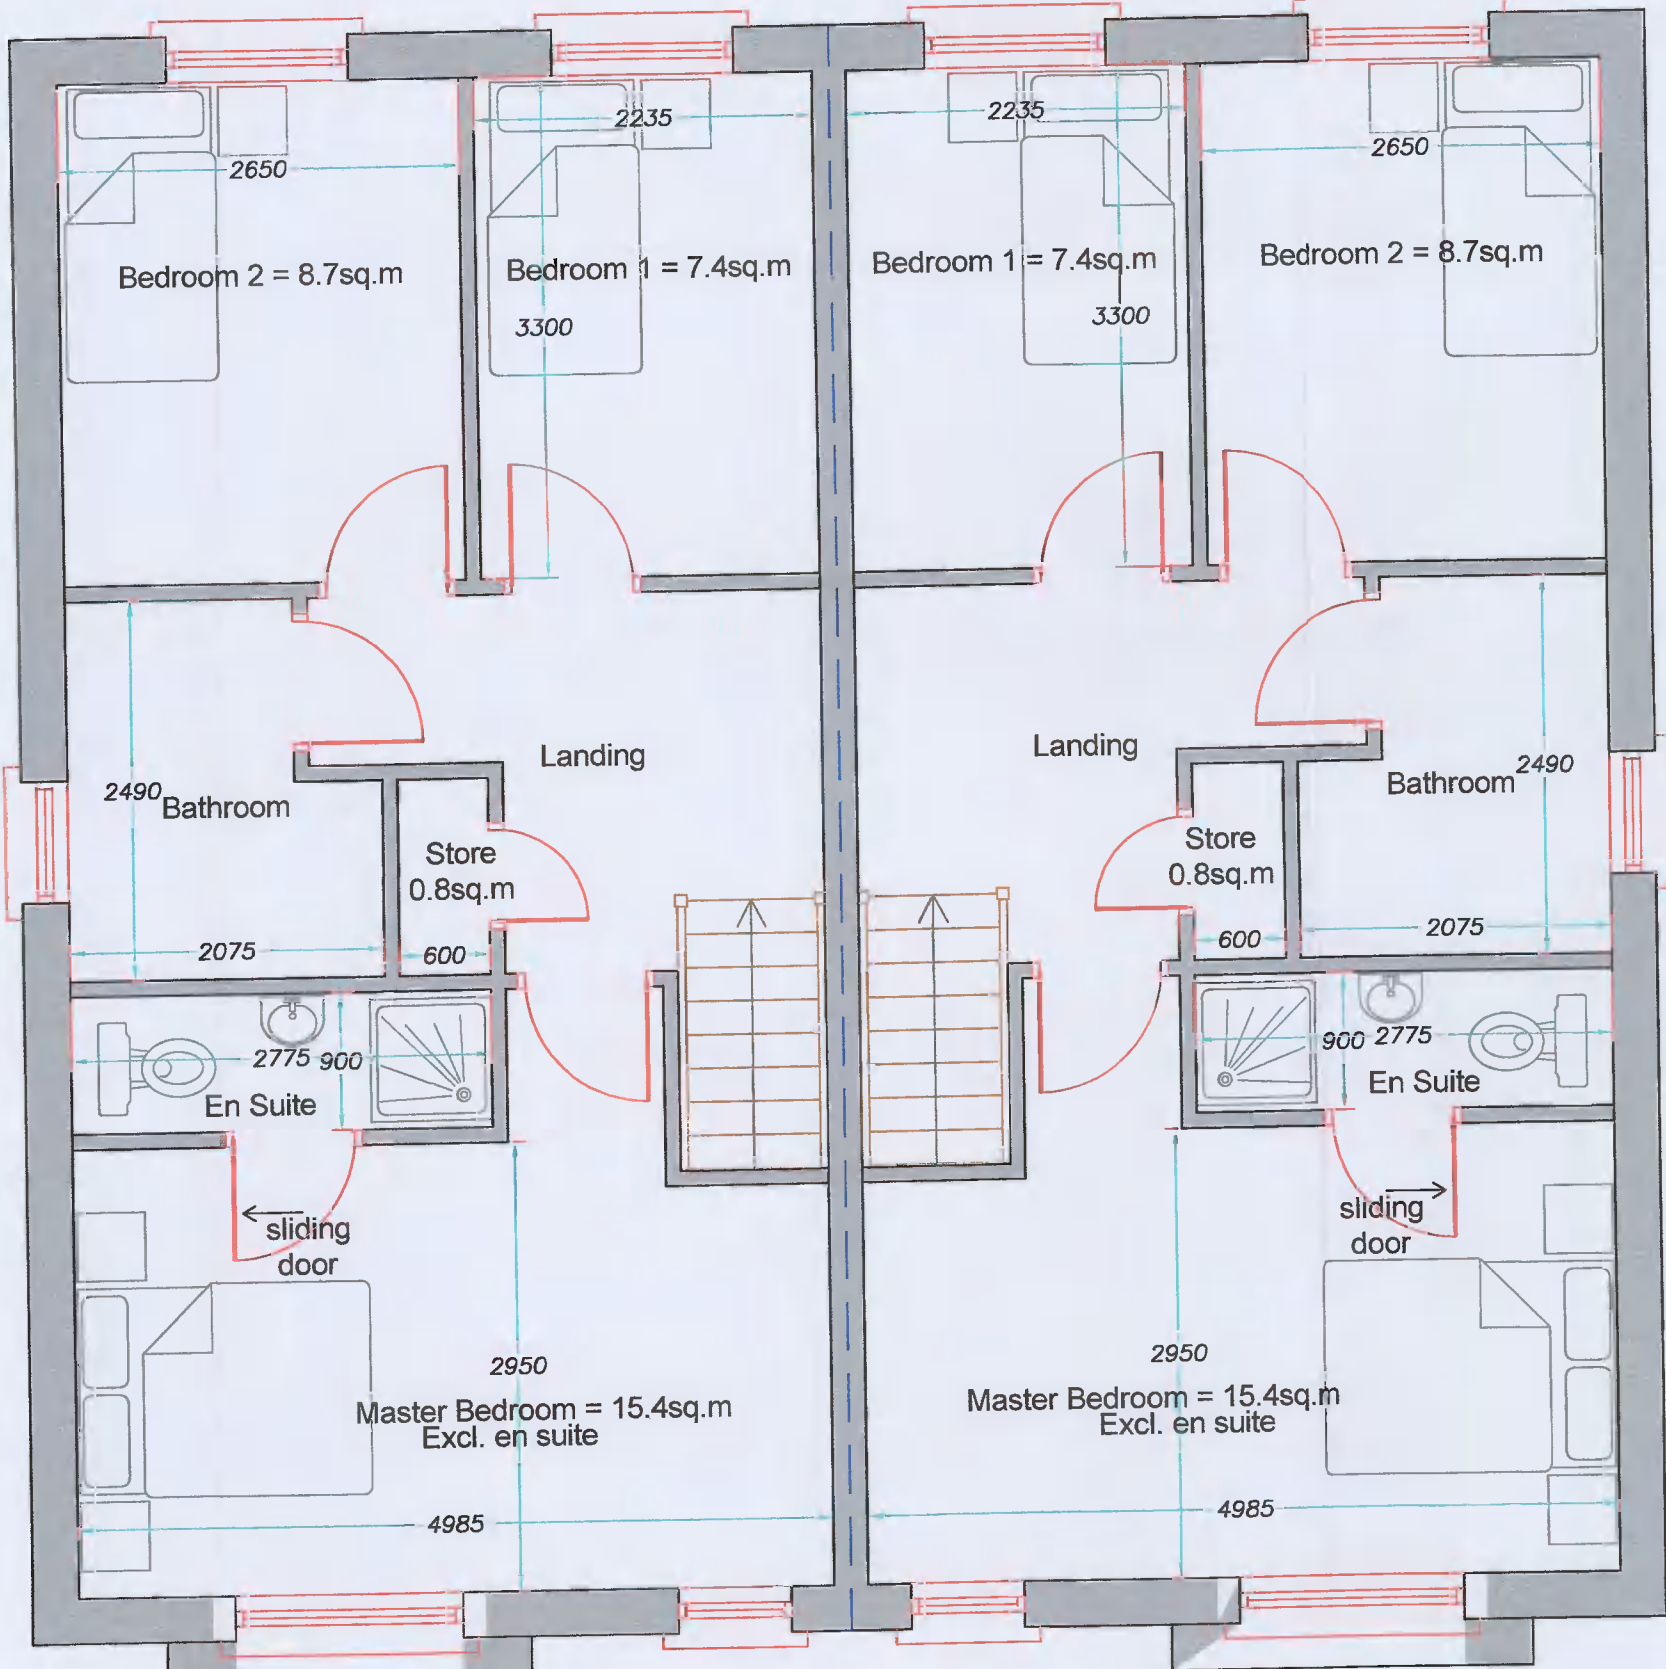 2235
2235
2650
2650
Bedroom 2 = 8.7sq.m
Bedroom 1 = 7.4sq.m
Bedroom 1 = 7.4sq.m
Bedroom 2 = 8.7sq.m
3300
3300
Landing
Landing
2490
Bathroom
Bathroom
2490
Store
0.8sq.m
Store
0.8sq.m
2075
600
600
2075
2775
900
900
2775
En Suite
En Suite
sliding
door
sliding
door
2950
2950
Master Bedroom = 15.4sq.m
Excl. en suite
Master Bedroom = 15.4sq.m
Excl. en suite
4985
4985